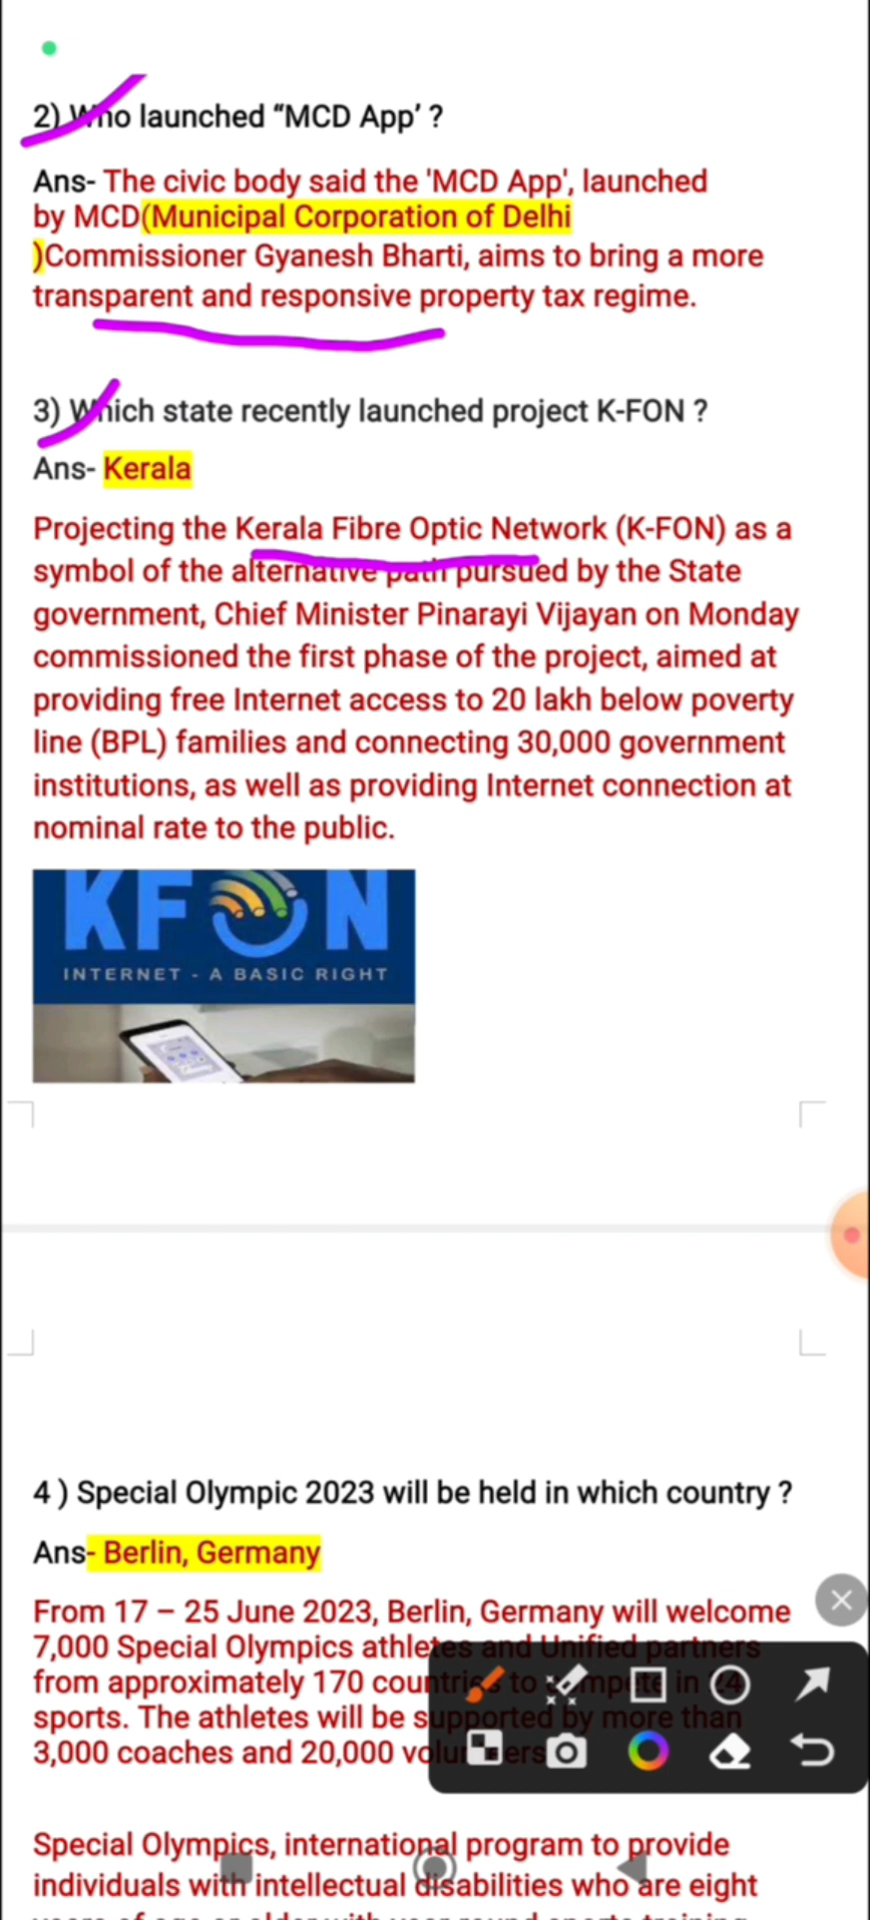 2) Who launched “MCD App’ ?
Ans- The civic body said the 'MCD App', launched
by MCD(Municipal Corporation of Delhi
)Commissioner Gyanesh Bharti, aims to bring a more
transparent and responsive property tax regime.
3) Which state recently launched project K-FON ?
Ans- Kerala
Projecting the Kerala Fibre Optic Network (K-FON) as a
symbol of the alternative path pursued by the State
government, Chief Minister Pinarayi Vijayan on Monday
commissioned the first phase of the project, aimed at
providing free Internet access to 20 lakh below poverty
line (BPL) families and connecting 30,000 government
institutions, as well as providing Internet connection at
nominal rate to the public.
KFON
INTERNET - A BASIC RIGHT
4 ) Special Olympic 2023 will be held in which country ?
Ans- Berlin, Germany
From 17 – 25 June 2023, Berlin, Germany will welcome
7,000 Special Olympics athletes and Unified partners
from approximately 170 countries to compete in 24
sports. The athletes will be supported by more than
3,000 coaches and 20,000 volunteers
Special Olympics, international program to provide
individuals with intellectual disabilities who are eight